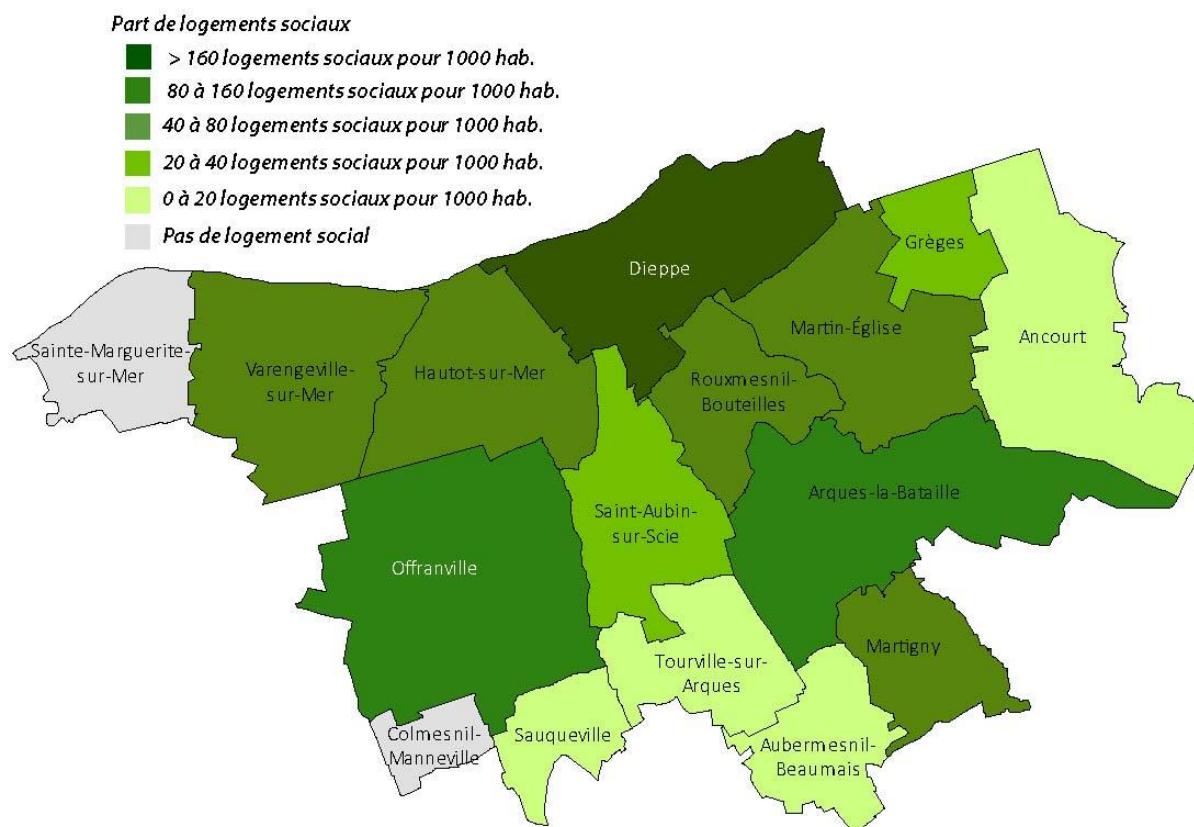 Part de logements sociaux
> 160 logements sociaux pour 1000 hab.
80 à 160 logements sociaux pour 1000 hab.
40 à 80 logements sociaux pour 1000 hab.
20 à 40 logements sociaux pour 1000 hab.
0 à 20 logements sociaux pour 1000 hab.
Pas de logement social
Dieppe
Grèges
Martin-Église
Ancourt
Sainte-Marguerite-
sur-Mer
Varengeville-
sur-Mer
Hautot-sur-Mer
Rouxmesnil-
Bouteilles
Arques-la-Bataille
Saint-Aubin-
sur-Scie
Offranville
Martigny
Tourville-sur-
Arques
Colmesnil-
Manneville
Sauqueville
Aubermesnil-
Beaumais